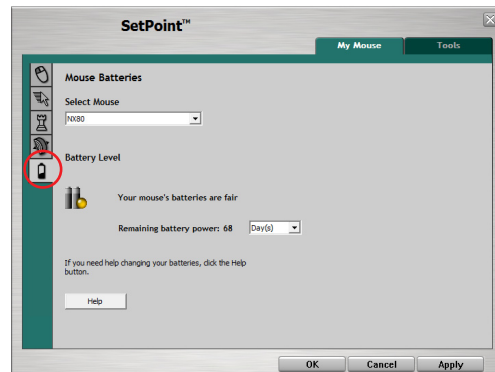 SetPoint™
My Mouse Tools
Mouse Batteries
Select Mouse
NX80
Battery Level
Your mouse's batteries are fair
Remaining battery power: 68 Day(s)
If you need help changing your batteries, click the Help
button.
Help
OK Cancel Apply